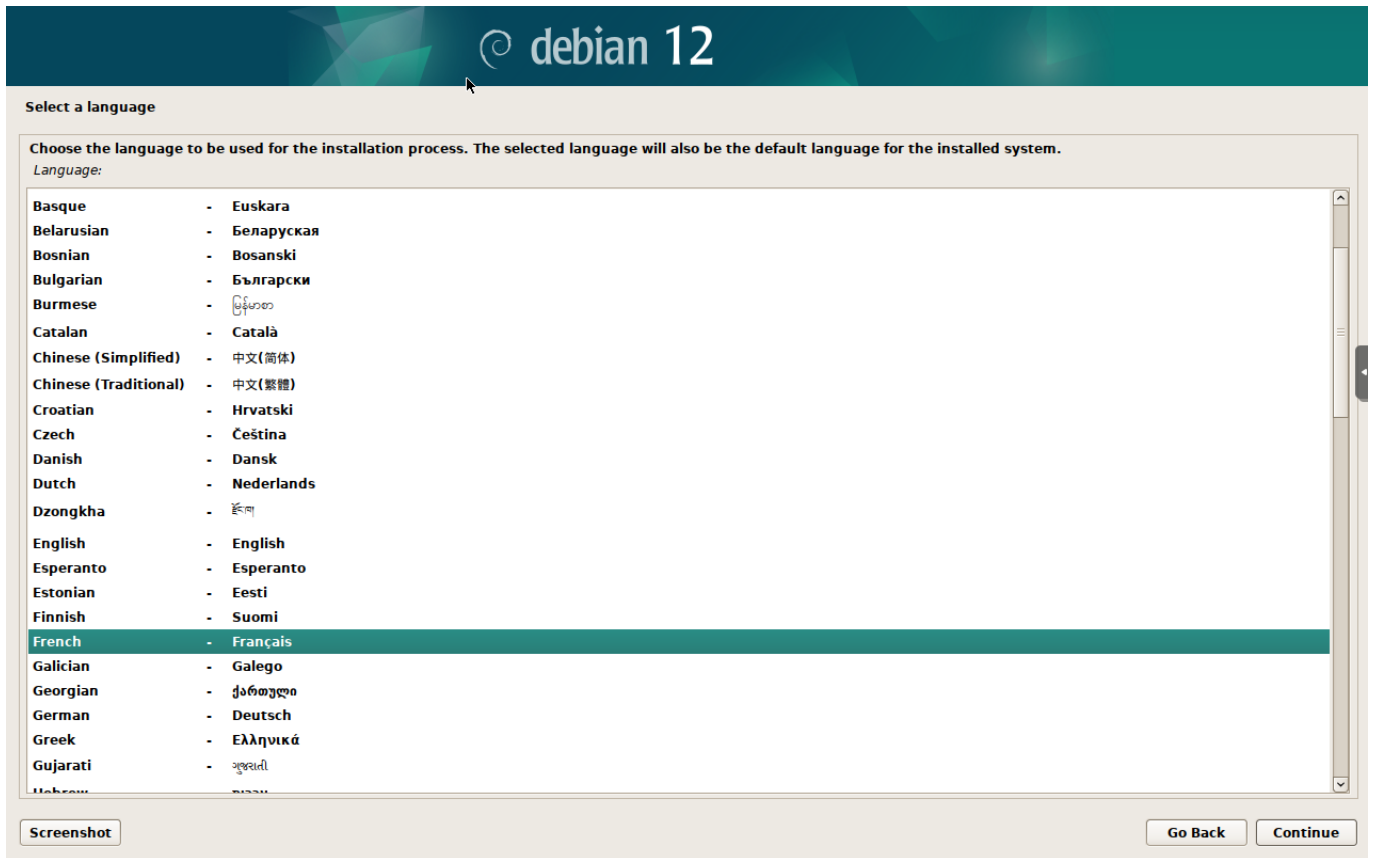 debian 12
Select a language
Choose the language to be used for the installation process. The selected language will also be the default language for the installed system.
Language:
Basque - Euskara
Belarusian - Беларуская
Bosnian - Bosanski
Bulgarian - Български
Burmese - မြန်မာစာ
Catalan - Català
Chinese (Simplified) - 中文(简体)
Chinese (Traditional) - 中文(繁體)
Croatian - Hrvatski
Czech - Čeština
Danish - Dansk
Dutch - Nederlands
Dzongkha - རྫོང་ཁ།
English - English
Esperanto - Esperanto
Estonian - Eesti
Finnish - Suomi
French - Français
Galician - Galego
Georgian - ქართული
German - Deutsch
Greek - Ελληνικά
Gujarati - ગુજરાતી
Hebrew - עברית
Screenshot
Go Back
Continue